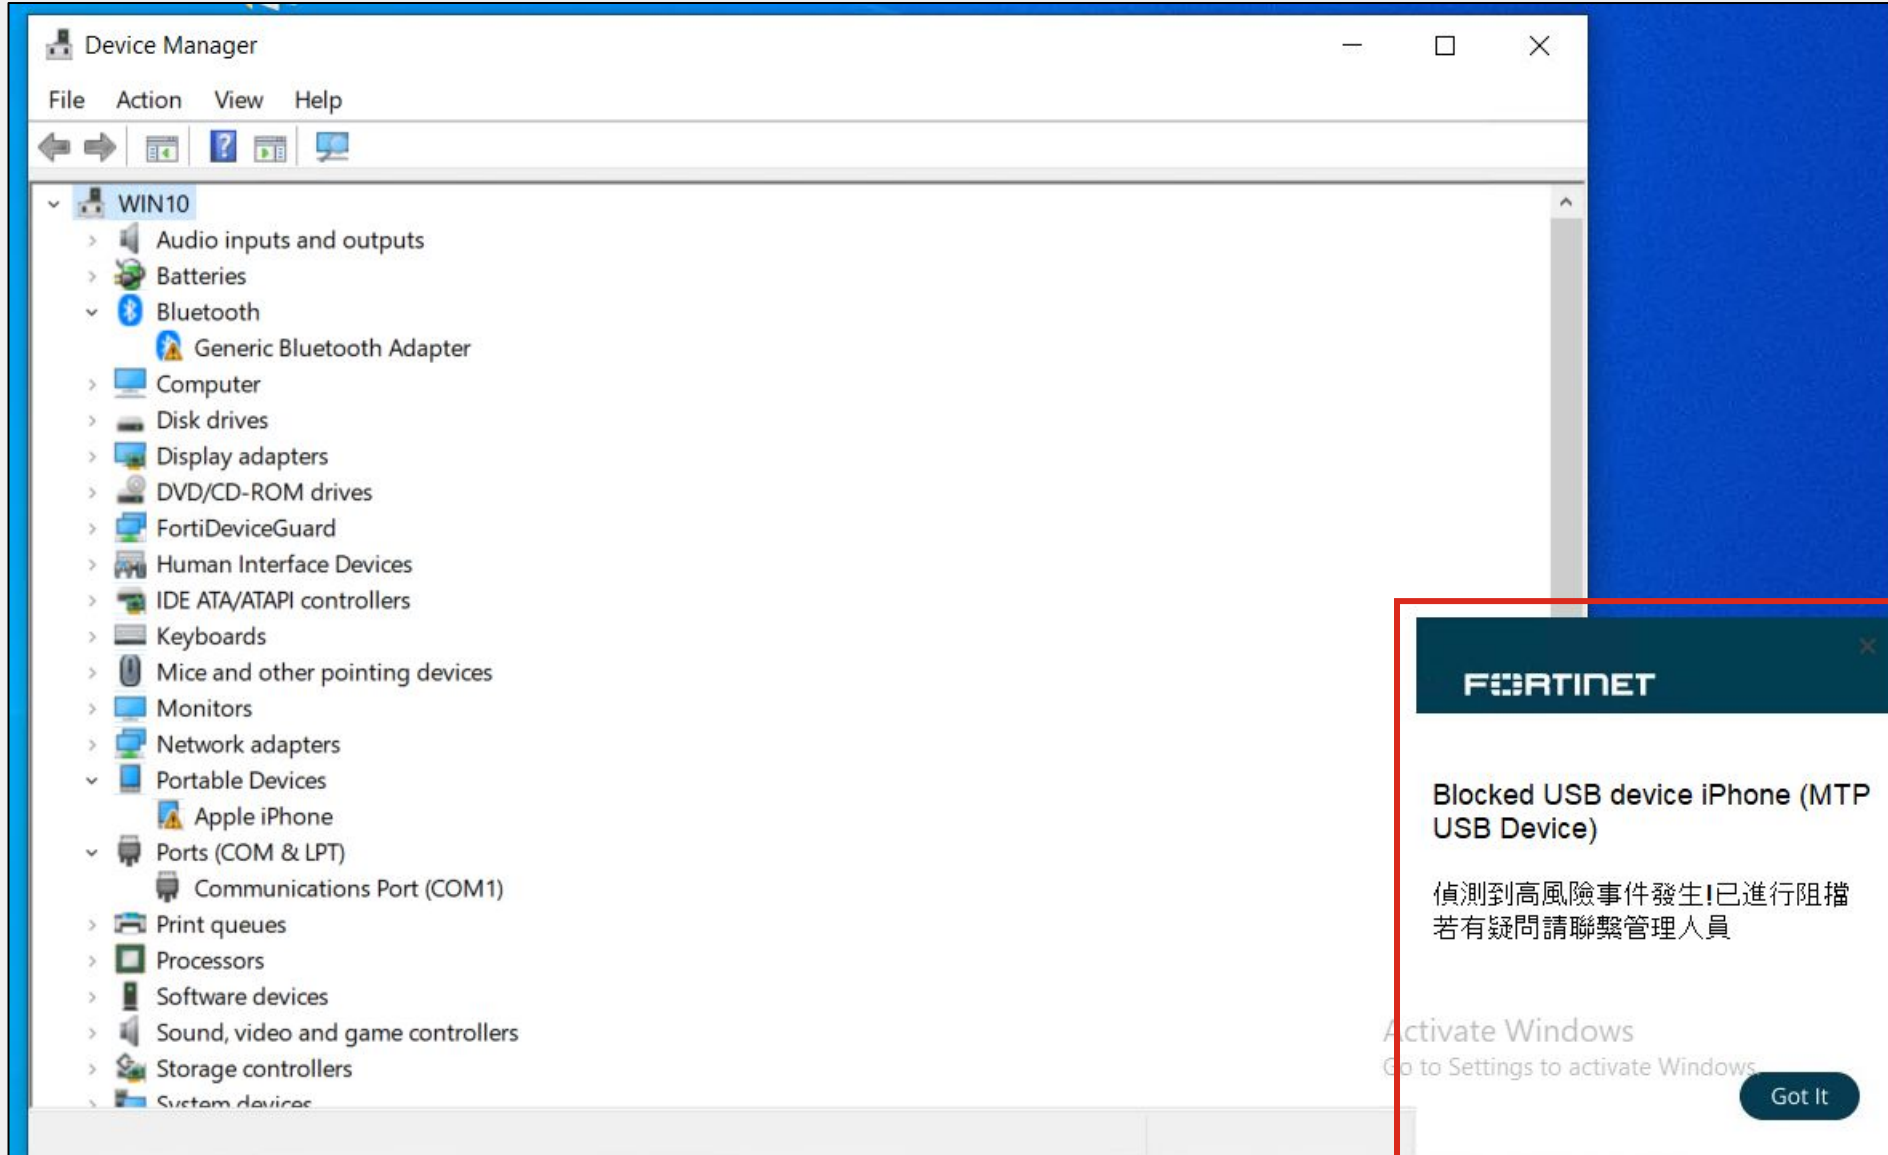 Device Manager
File Action View Help
WIN10
Audio inputs and outputs
Batteries
Bluetooth
Generic Bluetooth Adapter
Computer
Disk drives
Display adapters
DVD/CD-ROM drives
FortiDeviceGuard
Human Interface Devices
IDE ATA/ATAPI controllers
Keyboards
Mice and other pointing devices
Monitors
Network adapters
Portable Devices
Apple iPhone
Ports (COM & LPT)
Communications Port (COM1)
Print queues
Processors
Software devices
Sound, video and game controllers
Storage controllers
System devices
FORTINET
Blocked USB device iPhone (MTP
USB Device)
偵測到高風險事件發生!已進行阻擋
若有疑問請聯繫管理人員
Activate Windows
Go to Settings to activate Windows.
Got It